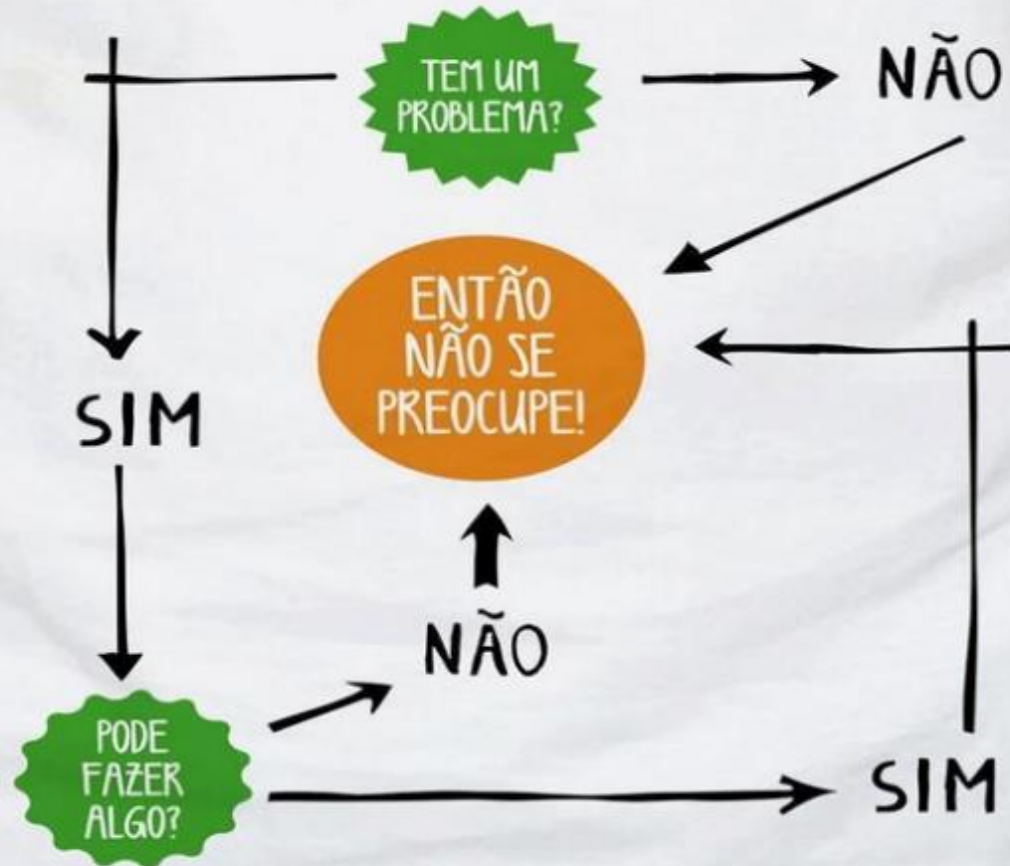 TEM UM
PROBLEMA?
NÃO
ENTÃO
NÃO SE
PREOCUPE!
SIM
NÃO
PODE
FAZER
ALGO?
SIM